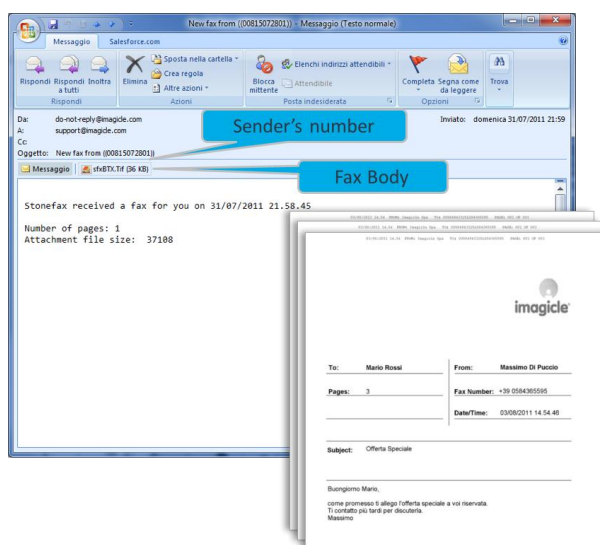 New fax from ((00815072801)) - Messaggio (Testo normale)
Messaggio Salesforce.com
Rispondi Rispondi a tutti Inoltra
Rispondi
Elimina
Sposta nella cartella
Crea regola
Altre azioni
Azioni
Blocca mittente
Elenchi indirizzi attendibili
Attendibile
Posta indesiderata
Completa Segna come da leggere
Opzioni
Trova
Da: do-not-reply@imagicle.com
Inviato: domenica 31/07/2011 21:59
A: support@imagicle.com
Cc:
Oggetto: New fax from ((00815072801))
Sender's number
Messaggio sfxBTX.Tif (36 KB)
Fax Body
Stonefax received a fax for you on 31/07/2011 21.58.45
Number of pages: 1
Attachment file size: 37108
imagicle
To: Mario Rossi From: Massimo Di Puccio
Pages: 3 Fax Number: +39 0584365595
Date/Time: 03/08/2011 14.54.46
Subject: Offerta Speciale
Buongiorno Mario,
come promesso ti allego l'offerta speciale a voi riservata.
Ti contatto più tardi per discuterla.
Massimo